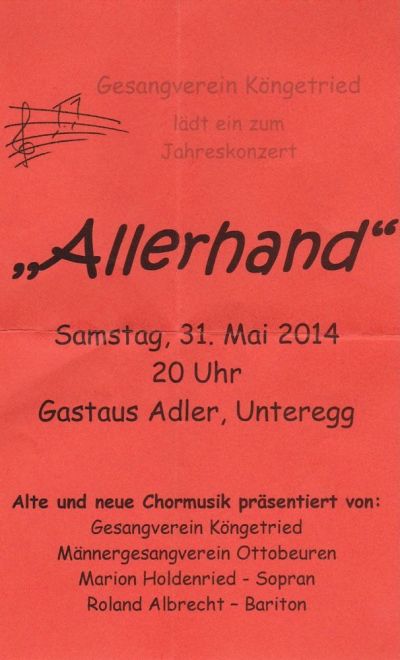 Gesangverein Köngetried
lädt ein zum
Jahreskonzert
„Allerhand“
Samstag, 31. Mai 2014
20 Uhr
Gastaus Adler, Unteregg
Alte und neue Chormusik präsentiert von:
Gesangverein Köngetried
Männergesangverein Ottobeuren
Marion Holdenried - Sopran
Roland Albrecht – Bariton